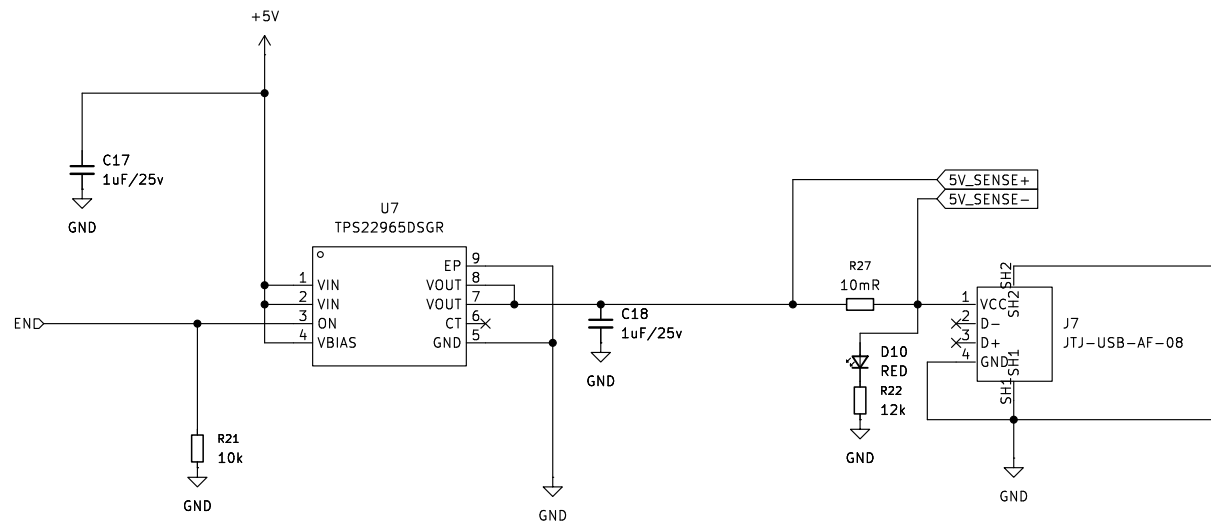 +5V
C17
1uF/25v
GND
5V_SENSE+
5V_SENSE-
U7
TPS22965DSGR
1 VIN
2 VIN
3 ON
4 VBIAS
EP 9
VOUT 8
VOUT 7
CT 6
GND 5
END
R21
10k
GND
GND
C18
1uF/25v
GND
R27
10mR
D10
RED
R22
12k
GND
SH2
SH2
1 VCC
2 D-
3 D+
4 GND
SH1
SH1
J7
JTJ-USB-AF-08
GND